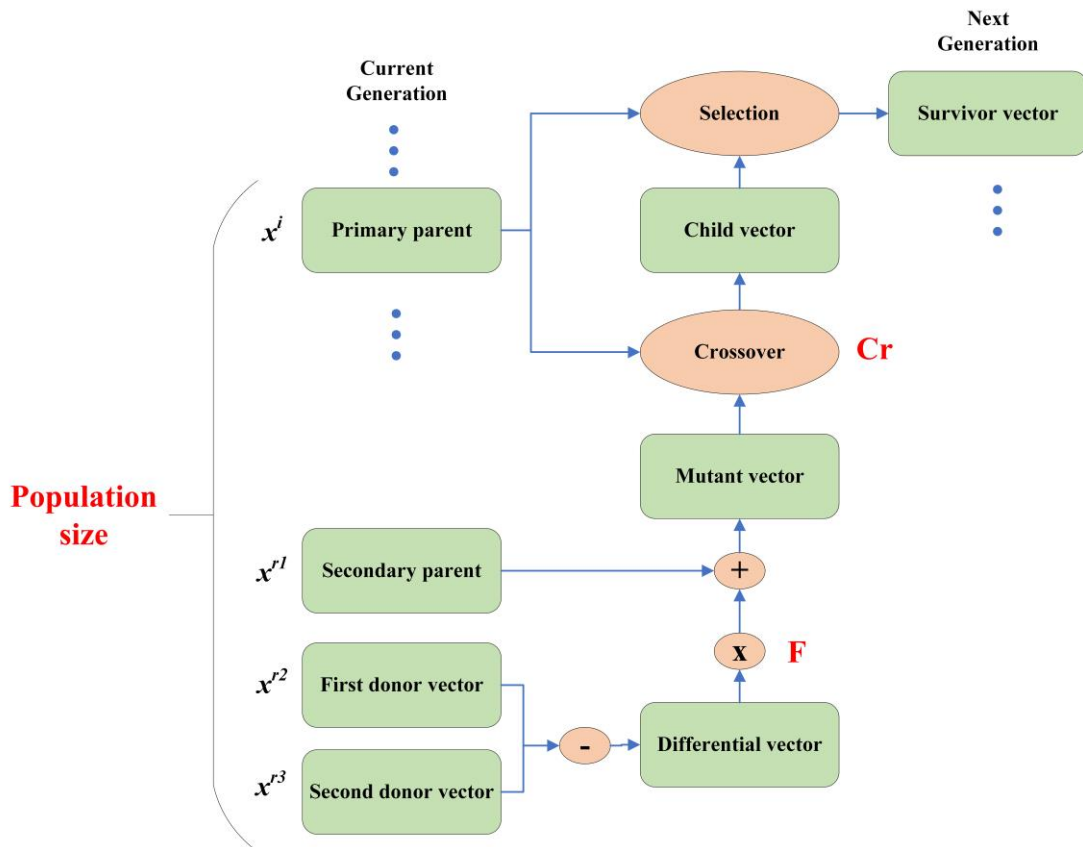 Next
Generation
Current
Generation
Selection
Survivor vector
x^i
Primary parent
Child vector
Crossover
Cr
Mutant vector
Population
size
x^{r1}
Secondary parent
+
x
F
x^{r2}
First donor vector
-
Differential vector
x^{r3}
Second donor vector